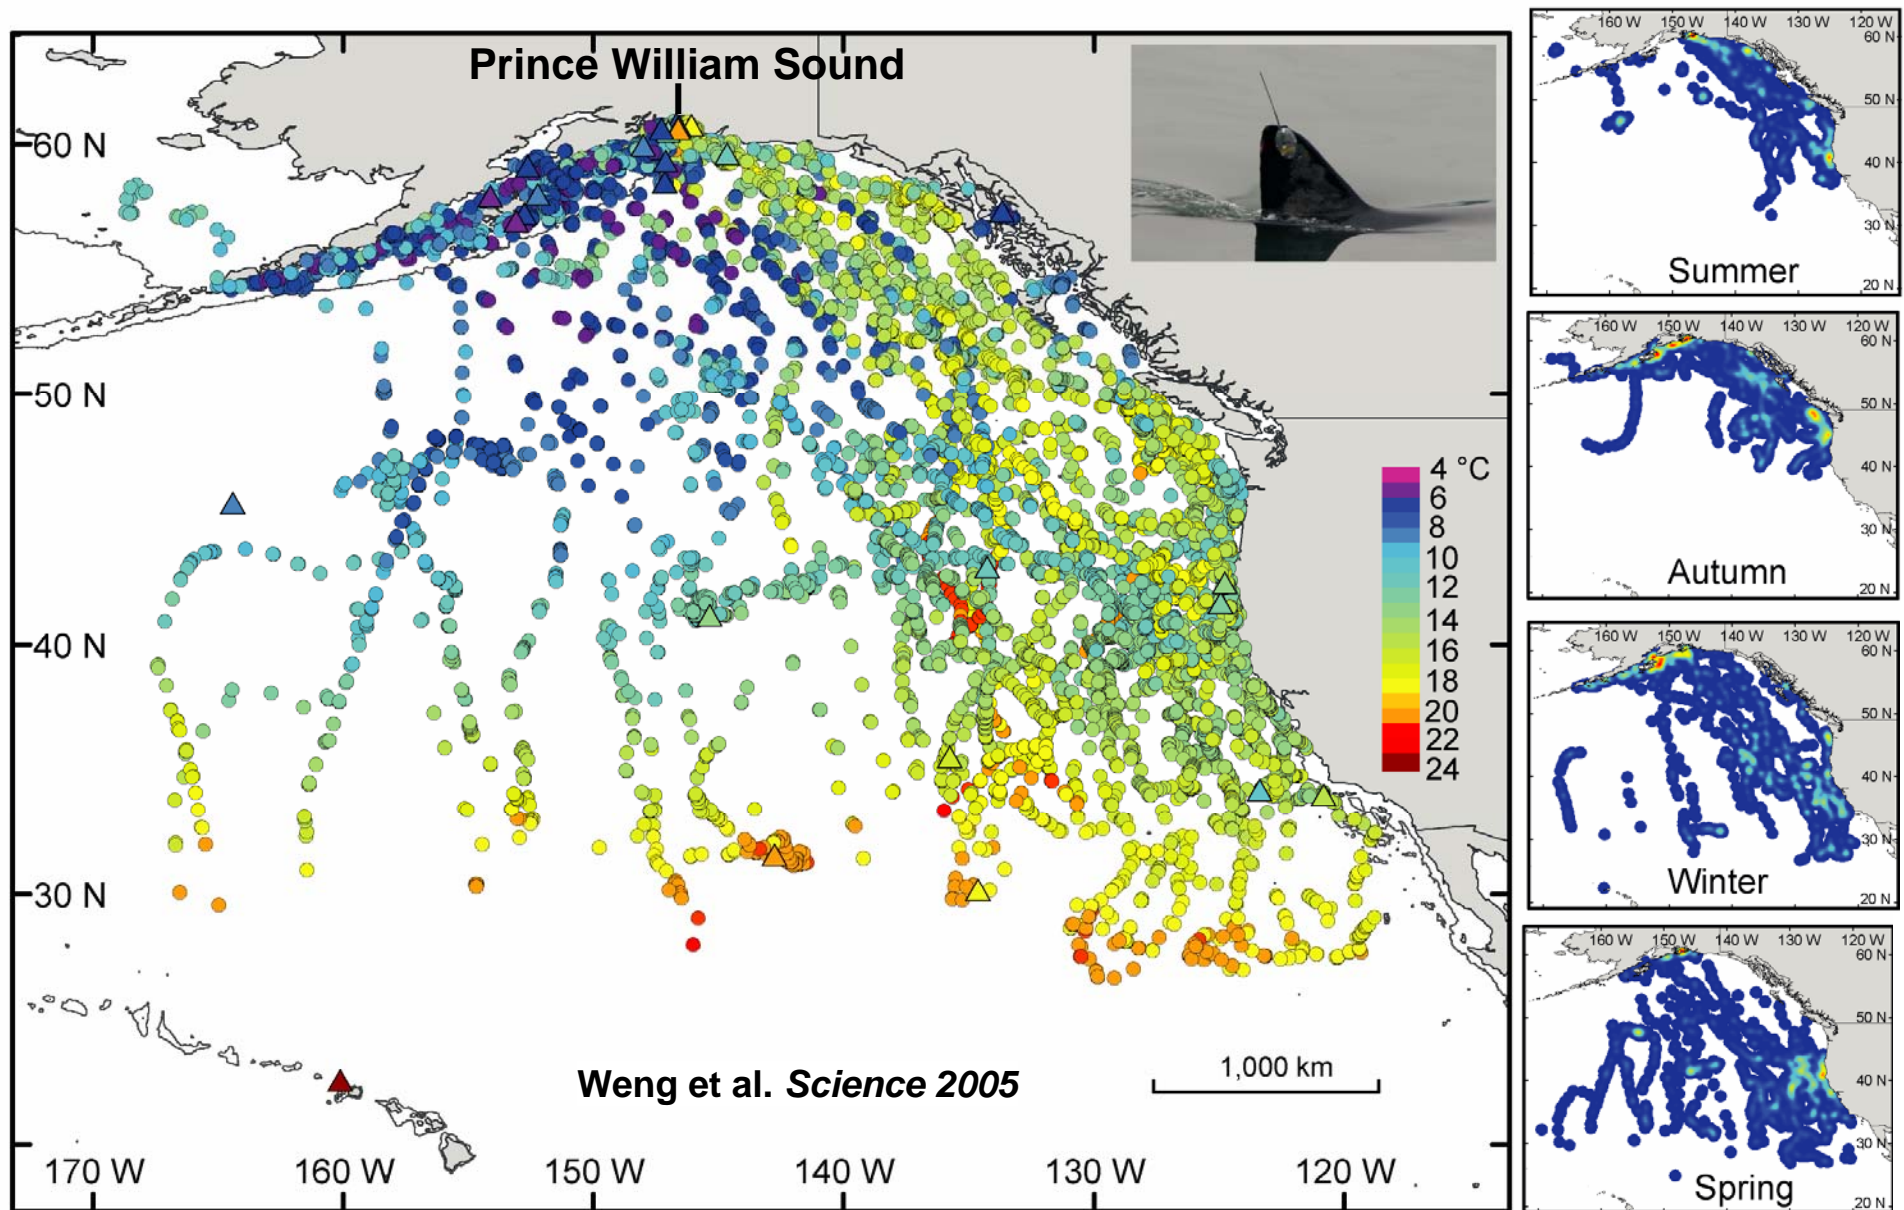 Prince William Sound
60 N
50 N
40 N
30 N
4 °C
6
8
10
12
14
16
18
20
22
24
1,000 km
Weng et al. Science 2005
170 W 160 W 150 W 140 W 130 W 120 W
160 W 150 W 140 W 130 W 120 W
60 N
50 N
40 N
30 N
20 N
Summer
160 W 150 W 140 W 130 W 120 W
60 N
50 N
40 N
30 N
20 N
Autumn
160 W 150 W 140 W 130 W 120 W
60 N
50 N
40 N
30 N
20 N
Winter
160 W 150 W 140 W 130 W 120 W
60 N
50 N
40 N
30 N
20 N
Spring